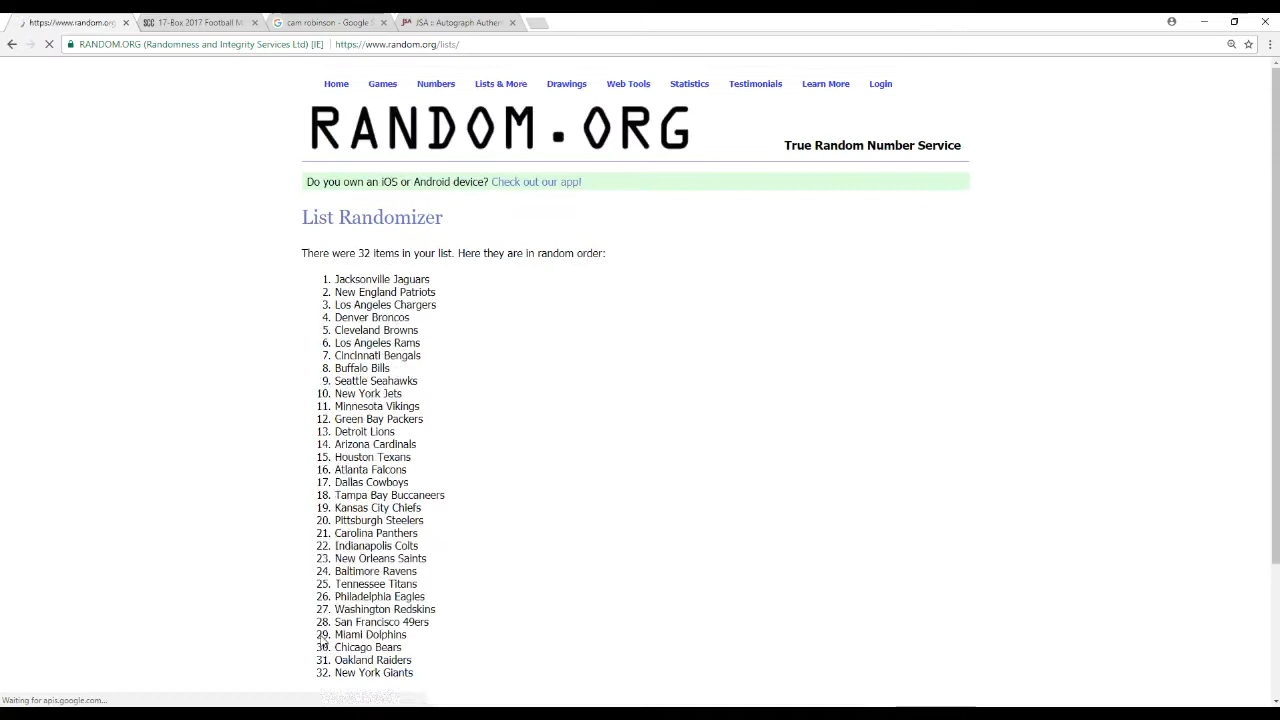 https://www.random.org
17-Box 2017 Football M
cam robinson - Google S
JSA :: Autograph Authen
RANDOM.ORG (Randomness and Integrity Services Ltd) [IE]
https://www.random.org/lists/
Home Games Numbers Lists & More Drawings Web Tools Statistics Testimonials Learn More Login
RANDOM.ORG
True Random Number Service
Do you own an iOS or Android device? Check out our app!
List Randomizer
There were 32 items in your list. Here they are in random order:
1. Jacksonville Jaguars
2. New England Patriots
3. Los Angeles Chargers
4. Denver Broncos
5. Cleveland Browns
6. Los Angeles Rams
7. Cincinnati Bengals
8. Buffalo Bills
9. Seattle Seahawks
10. New York Jets
11. Minnesota Vikings
12. Green Bay Packers
13. Detroit Lions
14. Arizona Cardinals
15. Houston Texans
16. Atlanta Falcons
17. Dallas Cowboys
18. Tampa Bay Buccaneers
19. Kansas City Chiefs
20. Pittsburgh Steelers
21. Carolina Panthers
22. Indianapolis Colts
23. New Orleans Saints
24. Baltimore Ravens
25. Tennessee Titans
26. Philadelphia Eagles
27. Washington Redskins
28. San Francisco 49ers
29. Miami Dolphins
30. Chicago Bears
31. Oakland Raiders
32. New York Giants
Waiting for apis.google.com...